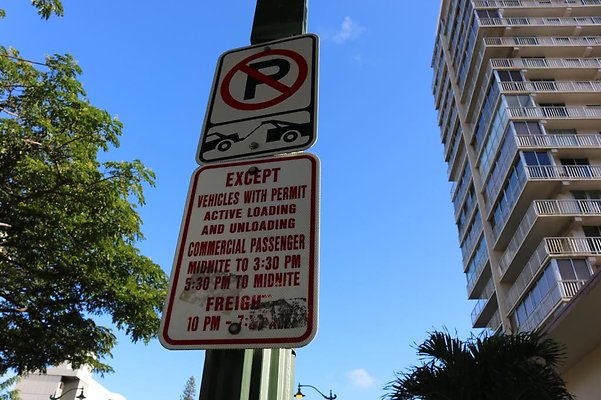 P
EXCEPT
VEHICLES WITH PERMIT
ACTIVE LOADING
AND UNLOADING
COMMERCIAL PASSENGER
MIDNITE TO 3:30 PM
5:30 PM TO MIDNITE
FREIGHT
10 PM -